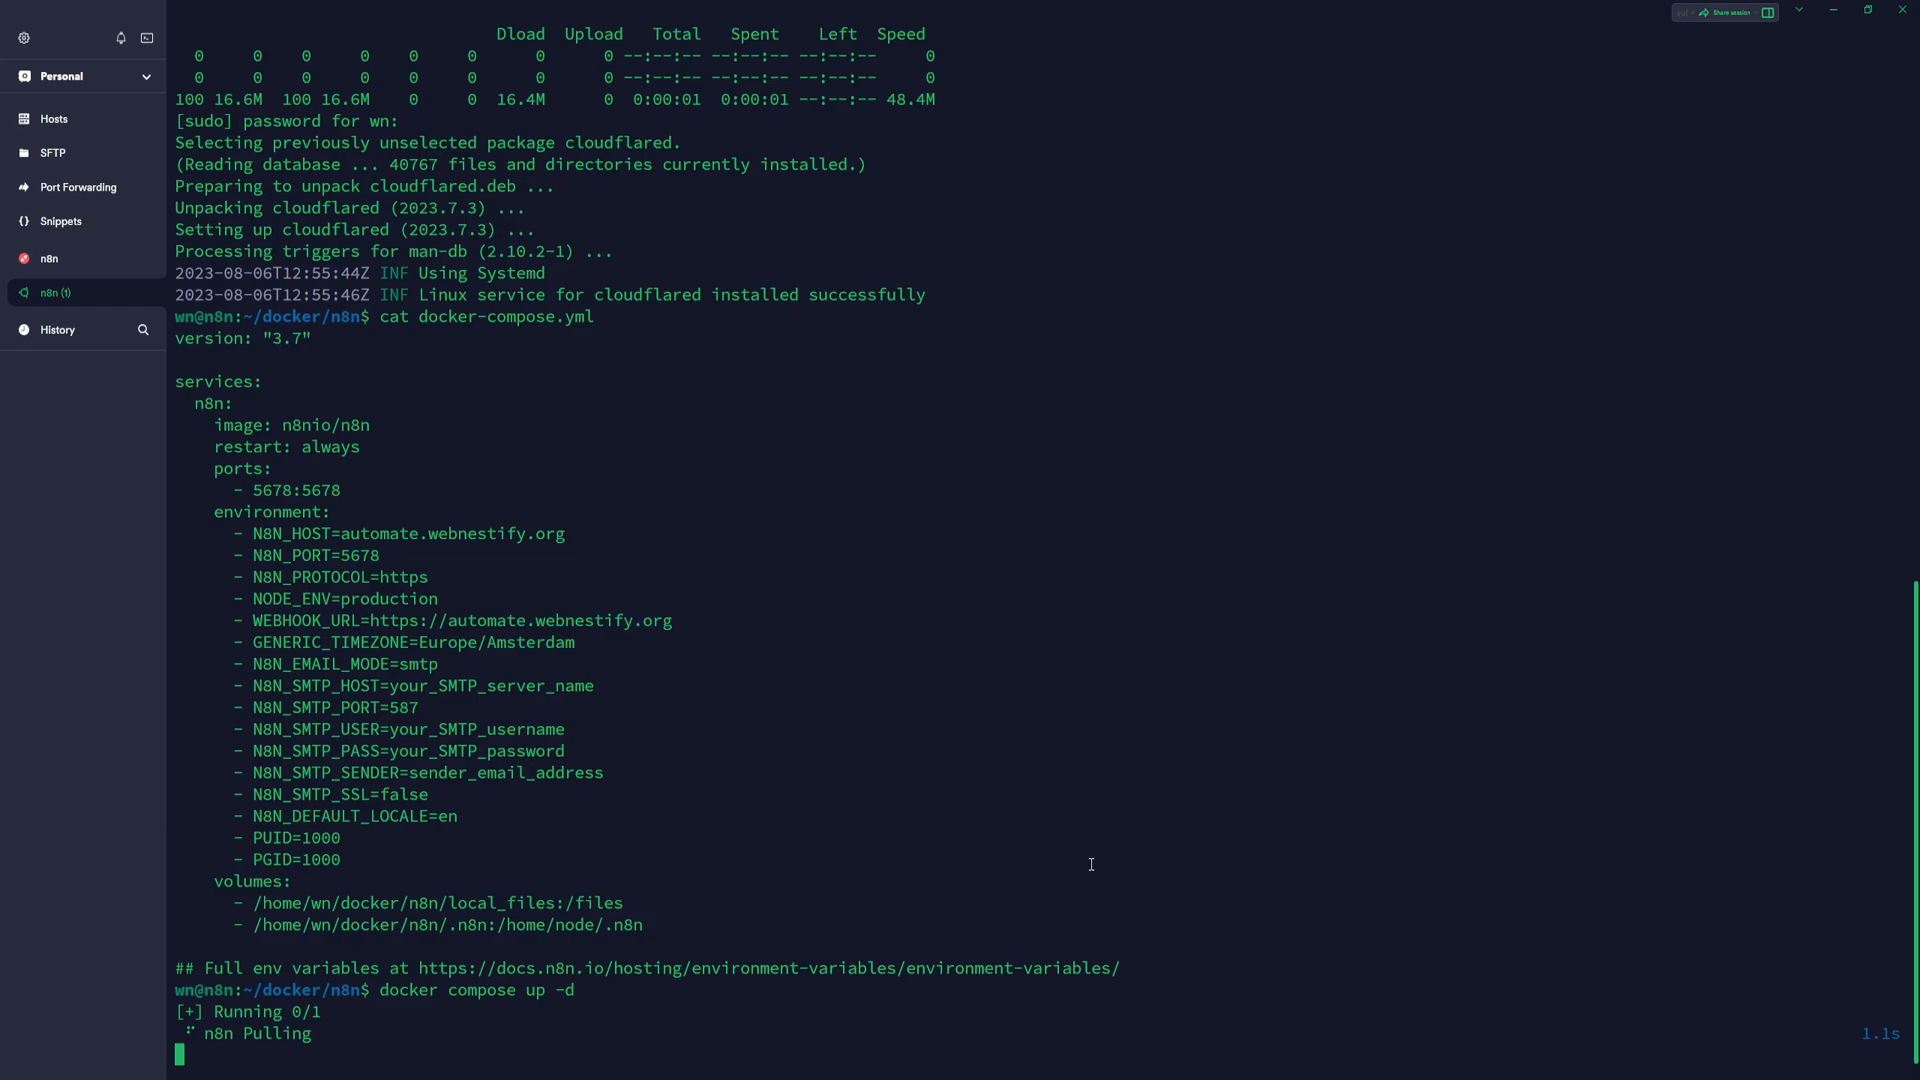 Share session
Dload  Upload   Total   Spent    Left  Speed
0     0    0     0    0     0      0      0 --:--:-- --:--:-- --:--:--     0
0     0    0     0    0     0      0      0 --:--:-- --:--:-- --:--:--     0
100 16.6M  100 16.6M    0     0  16.4M      0  0:00:01  0:00:01 --:--:-- 48.4M
[sudo] password for wn:
Selecting previously unselected package cloudflared.
(Reading database ... 40767 files and directories currently installed.)
Preparing to unpack cloudflared.deb ...
Unpacking cloudflared (2023.7.3) ...
Setting up cloudflared (2023.7.3) ...
Processing triggers for man-db (2.10.2-1) ...
2023-08-06T12:55:44Z INF Using Systemd
2023-08-06T12:55:46Z INF Linux service for cloudflared installed successfully
wn@n8n:~/docker/n8n$ cat docker-compose.yml
version: "3.7"
services:
  n8n:
    image: n8nio/n8n
    restart: always
    ports:
      - 5678:5678
    environment:
      - N8N_HOST=automate.webnestify.org
      - N8N_PORT=5678
      - N8N_PROTOCOL=https
      - NODE_ENV=production
      - WEBHOOK_URL=https://automate.webnestify.org
      - GENERIC_TIMEZONE=Europe/Amsterdam
      - N8N_EMAIL_MODE=smtp
      - N8N_SMTP_HOST=your_SMTP_server_name
      - N8N_SMTP_PORT=587
      - N8N_SMTP_USER=your_SMTP_username
      - N8N_SMTP_PASS=your_SMTP_password
      - N8N_SMTP_SENDER=sender_email_address
      - N8N_SMTP_SSL=false
      - N8N_DEFAULT_LOCALE=en
      - PUID=1000
      - PGID=1000
    volumes:
      - /home/wn/docker/n8n/local_files:/files
      - /home/wn/docker/n8n/.n8n:/home/node/.n8n
## Full env variables at https://docs.n8n.io/hosting/environment-variables/environment-variables/
wn@n8n:~/docker/n8n$ docker compose up -d
[+] Running 0/1
n8n Pulling 1.1s
Personal
Hosts
SFTP
Port Forwarding
{} Snippets
n8n
n8n (1)
History